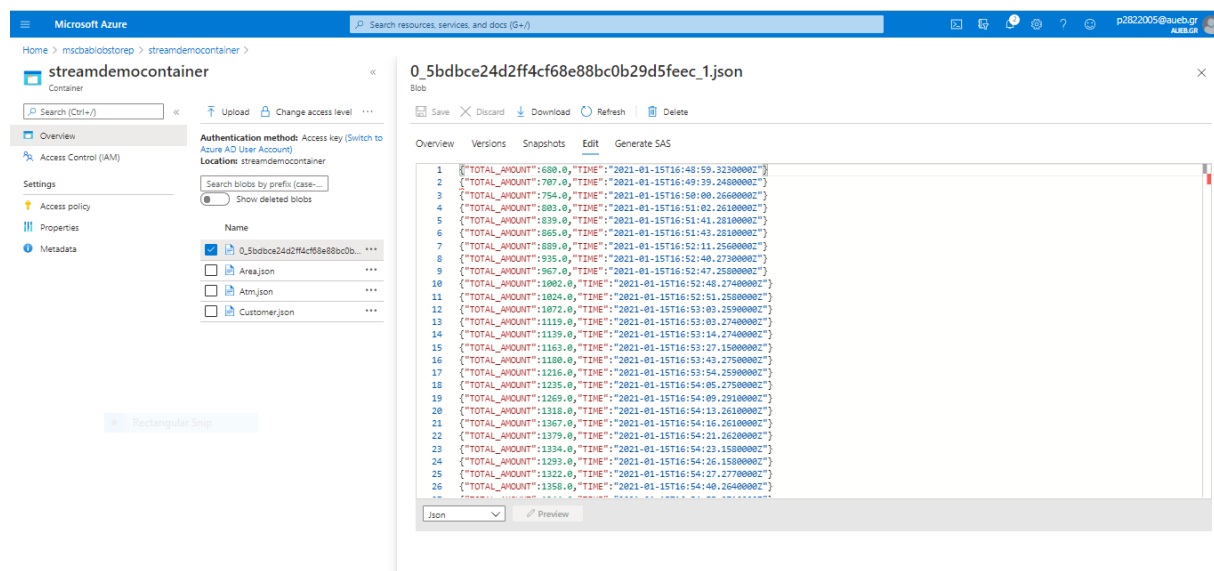 Microsoft Azure
Search resources, services, and docs (G+/)
2
p2822005@aueb.gr
AUEB.GR
Home > mscbablobstorep > streamdemocontainer >
streamdemocontainer
Container
Search (Ctrl+/)
Overview
Access Control (IAM)
Settings
Access policy
Properties
Metadata
Upload
Change access level
Authentication method: Access key (Switch to
Azure AD User Account)
Location: streamdemocontainer
Search blobs by prefix (case-...
Show deleted blobs
Name
0_5bdbce24d2ff4cf68e88bc0b...
Area.json
Atm.json
Customer.json
Rectangular Snip
0_5bdbce24d2ff4cf68e88bc0b29d5feec_1.json
Blob
Save Discard Download Refresh Delete
Overview Versions Snapshots Edit Generate SAS
1 {"TOTAL_AMOUNT":680.0,"TIME":"2021-01-15T16:48:59.3230000Z"}
2 {"TOTAL_AMOUNT":707.0,"TIME":"2021-01-15T16:49:39.2480000Z"}
3 {"TOTAL_AMOUNT":754.0,"TIME":"2021-01-15T16:50:00.2660000Z"}
4 {"TOTAL_AMOUNT":803.0,"TIME":"2021-01-15T16:51:02.2610000Z"}
5 {"TOTAL_AMOUNT":839.0,"TIME":"2021-01-15T16:51:41.2810000Z"}
6 {"TOTAL_AMOUNT":865.0,"TIME":"2021-01-15T16:51:43.2810000Z"}
7 {"TOTAL_AMOUNT":889.0,"TIME":"2021-01-15T16:52:11.2560000Z"}
8 {"TOTAL_AMOUNT":935.0,"TIME":"2021-01-15T16:52:40.2730000Z"}
9 {"TOTAL_AMOUNT":967.0,"TIME":"2021-01-15T16:52:47.2580000Z"}
10 {"TOTAL_AMOUNT":1002.0,"TIME":"2021-01-15T16:52:48.2740000Z"}
11 {"TOTAL_AMOUNT":1024.0,"TIME":"2021-01-15T16:52:51.2580000Z"}
12 {"TOTAL_AMOUNT":1072.0,"TIME":"2021-01-15T16:53:03.2590000Z"}
13 {"TOTAL_AMOUNT":1119.0,"TIME":"2021-01-15T16:53:03.2740000Z"}
14 {"TOTAL_AMOUNT":1139.0,"TIME":"2021-01-15T16:53:14.2740000Z"}
15 {"TOTAL_AMOUNT":1163.0,"TIME":"2021-01-15T16:53:27.1500000Z"}
16 {"TOTAL_AMOUNT":1180.0,"TIME":"2021-01-15T16:53:43.2750000Z"}
17 {"TOTAL_AMOUNT":1216.0,"TIME":"2021-01-15T16:53:54.2590000Z"}
18 {"TOTAL_AMOUNT":1235.0,"TIME":"2021-01-15T16:54:05.2750000Z"}
19 {"TOTAL_AMOUNT":1269.0,"TIME":"2021-01-15T16:54:09.2910000Z"}
20 {"TOTAL_AMOUNT":1318.0,"TIME":"2021-01-15T16:54:13.2610000Z"}
21 {"TOTAL_AMOUNT":1367.0,"TIME":"2021-01-15T16:54:16.2610000Z"}
22 {"TOTAL_AMOUNT":1379.0,"TIME":"2021-01-15T16:54:21.2620000Z"}
23 {"TOTAL_AMOUNT":1334.0,"TIME":"2021-01-15T16:54:23.1580000Z"}
24 {"TOTAL_AMOUNT":1293.0,"TIME":"2021-01-15T16:54:26.1580000Z"}
25 {"TOTAL_AMOUNT":1322.0,"TIME":"2021-01-15T16:54:27.2770000Z"}
26 {"TOTAL_AMOUNT":1358.0,"TIME":"2021-01-15T16:54:40.2640000Z"}
Json
Preview